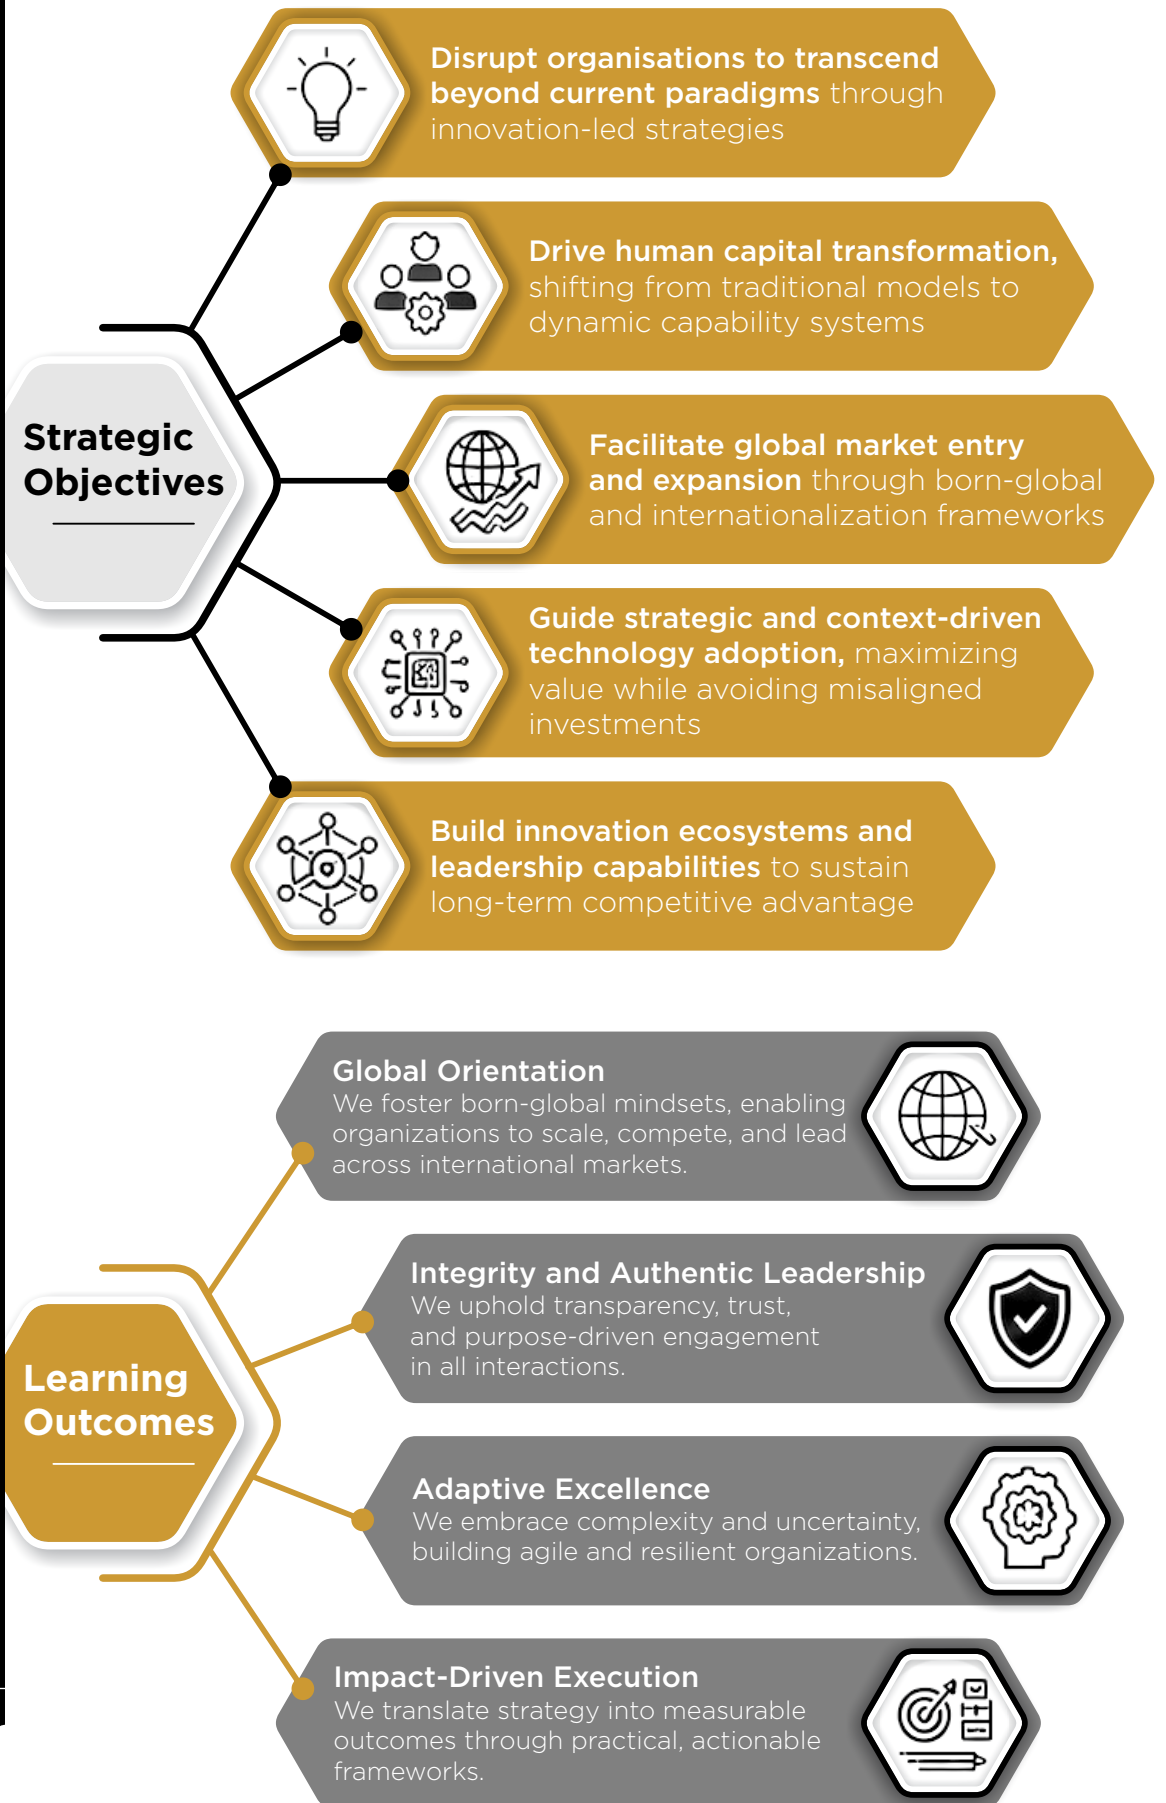 Strategic
Objectives
Disrupt organisations to transcend
beyond current paradigms through
innovation-led strategies
Drive human capital transformation,
shifting from traditional models to
dynamic capability systems
Facilitate global market entry
and expansion through born-global
and internationalization frameworks
Guide strategic and context-driven
technology adoption, maximizing
value while avoiding misaligned
investments
Build innovation ecosystems and
leadership capabilities to sustain
long-term competitive advantage
Learning
Outcomes
Global Orientation
We foster born-global mindsets, enabling
organizations to scale, compete, and lead
across international markets.
Integrity and Authentic Leadership
We uphold transparency, trust,
and purpose-driven engagement
in all interactions.
Adaptive Excellence
We embrace complexity and uncertainty,
building agile and resilient organizations.
Impact-Driven Execution
We translate strategy into measurable
outcomes through practical, actionable
frameworks.